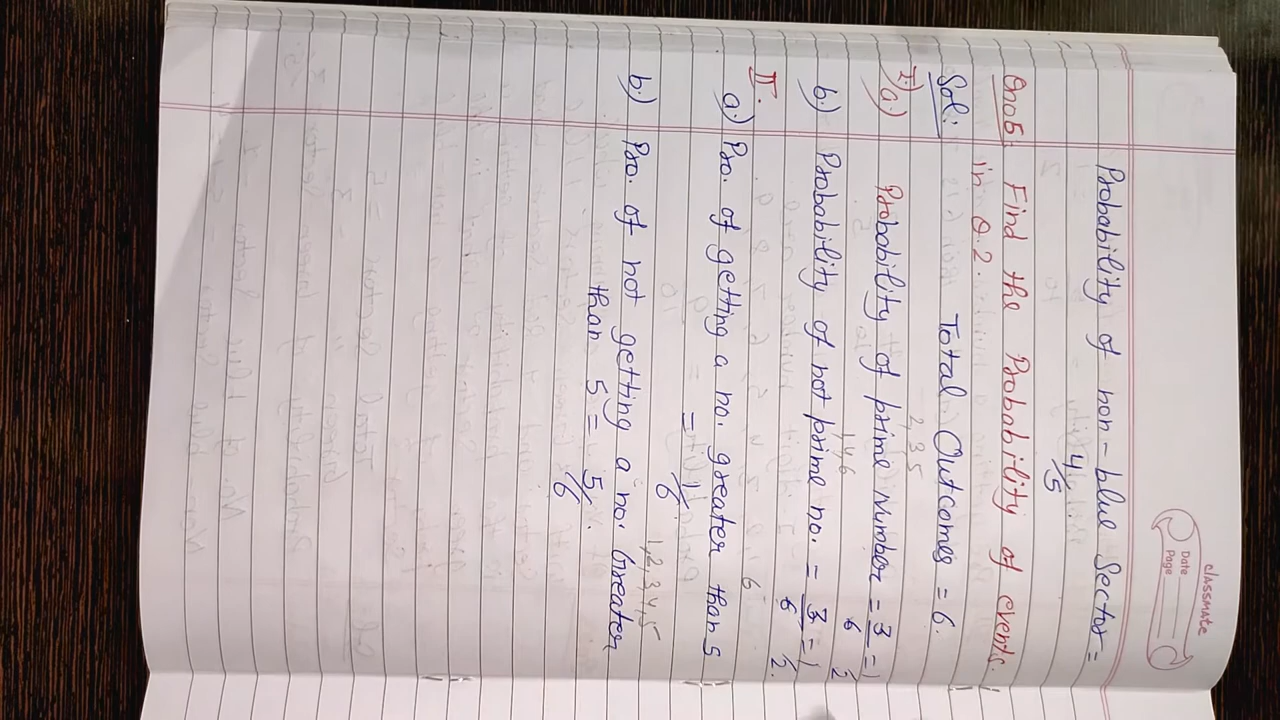 classmate
Date
Page
Probability of non-blue Sector =
4/5
Qno5. Find the Probability of events
in Q.2.
Sol: Total Outcomes = 6.
2, 3, 5
I) a) Probability of prime Number = 3/6 = 1/2
1, 4, 6
b) Probability of not prime no. = 3/6 = 1/2.
II. 6
a) Pro. of getting a no. greater than 5
= 1/6
1, 2, 3, 4, 5
b) Pro. of not getting a no. Greater
than 5 = 5/6.